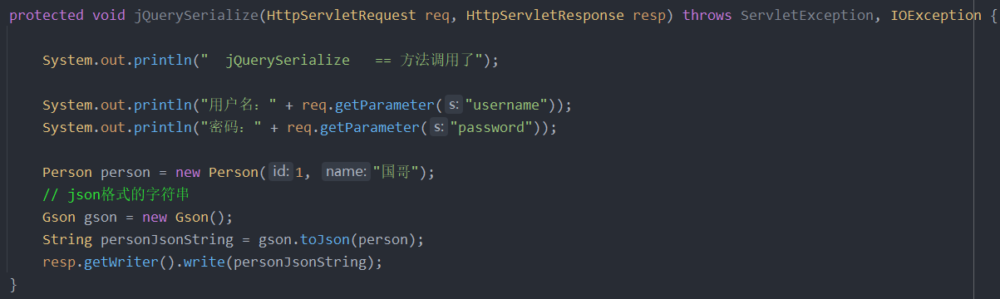 protected void jQuerySerialize(HttpServletRequest req, HttpServletResponse resp) throws ServletException, IOException {
System.out.println("  jQuerySerialize   == 方法调用了");
System.out.println("用户名：" + req.getParameter( s: "username"));
System.out.println("密码：" + req.getParameter( s: "password"));
Person person = new Person( id: 1, name: "国哥");
// json格式的字符串
Gson gson = new Gson();
String personJsonString = gson.toJson(person);
resp.getWriter().write(personJsonString);
}